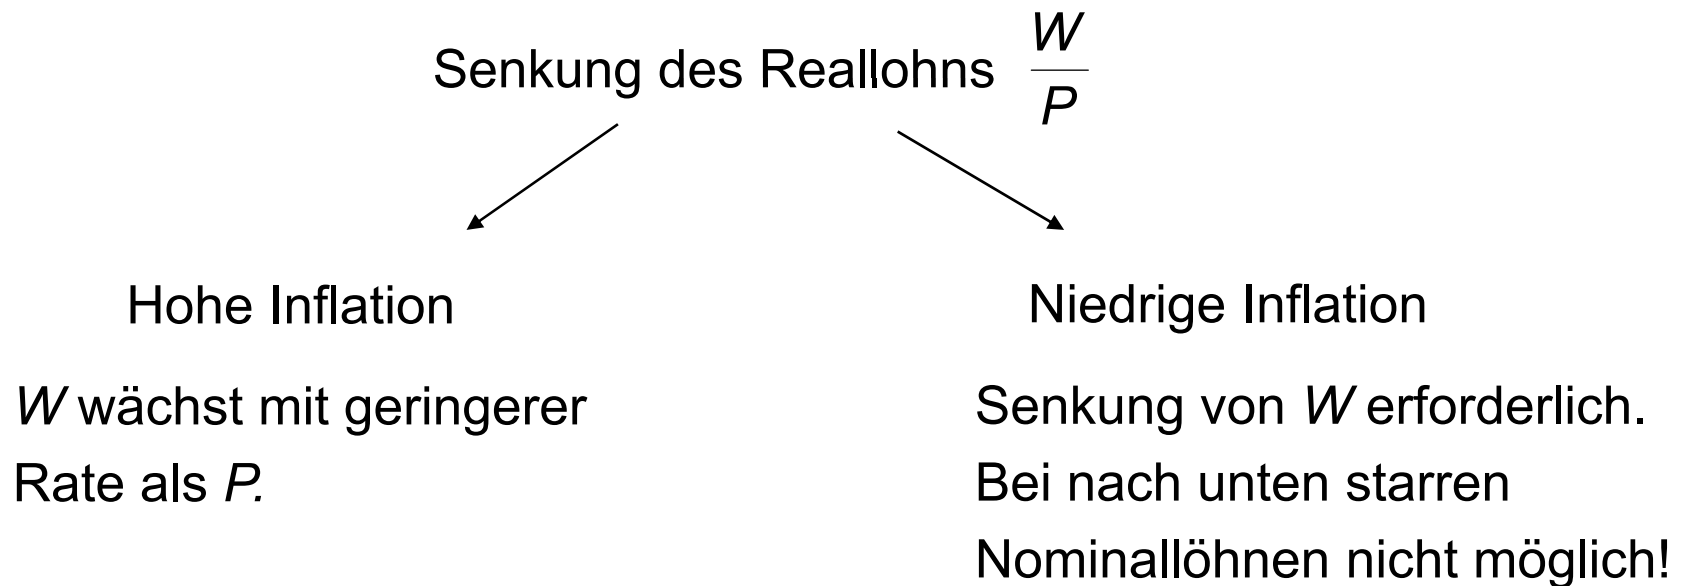 Senkung des Reallohns W/P
Hohe Inflation
W wächst mit geringerer
Rate als P.
Niedrige Inflation
Senkung von W erforderlich.
Bei nach unten starren
Nominallöhnen nicht möglich!